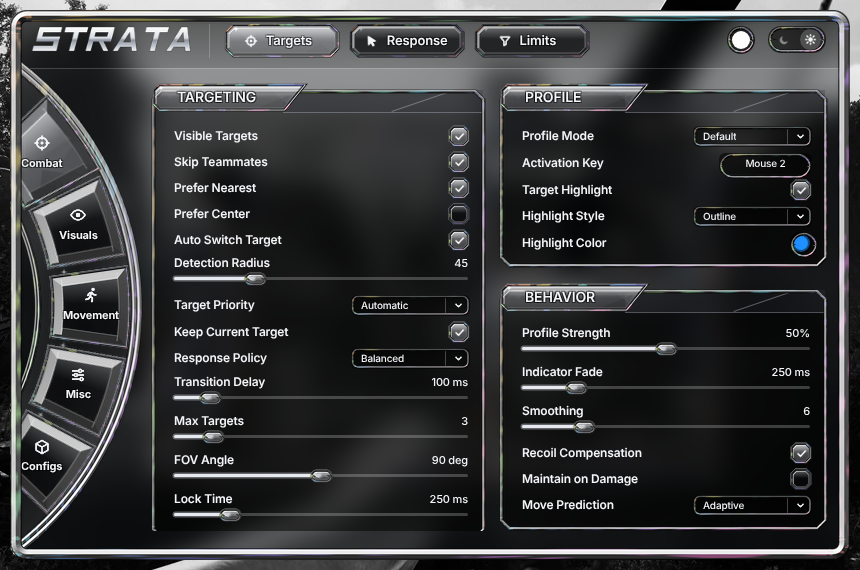 STRATA
Targets
Response
Limits
Combat
Visuals
Movement
Misc
Configs
TARGETING
Visible Targets
Skip Teammates
Prefer Nearest
Prefer Center
Auto Switch Target
Detection Radius 45
Target Priority Automatic
Keep Current Target
Response Policy Balanced
Transition Delay 100 ms
Max Targets 3
FOV Angle 90 deg
Lock Time 250 ms
PROFILE
Profile Mode Default
Activation Key Mouse 2
Target Highlight
Highlight Style Outline
Highlight Color
BEHAVIOR
Profile Strength 50%
Indicator Fade 250 ms
Smoothing 6
Recoil Compensation
Maintain on Damage
Move Prediction Adaptive